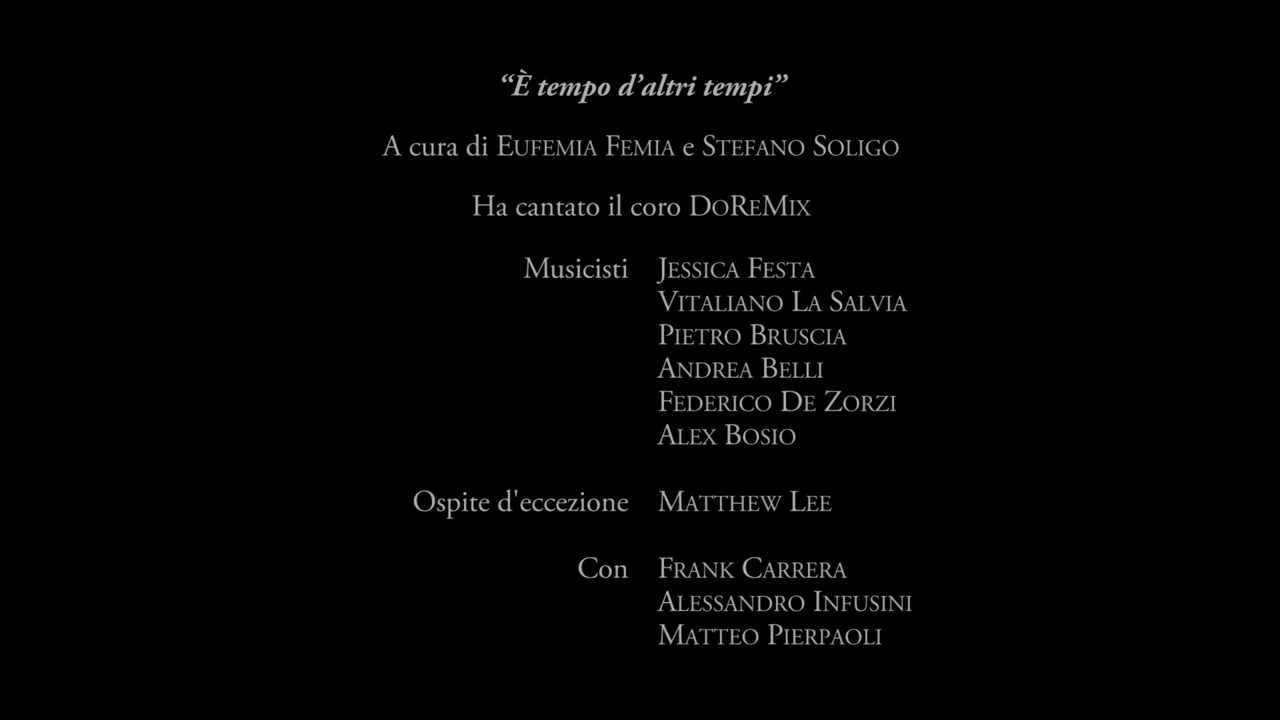 “È tempo d’altri tempi”
A cura di Eufemia Femia e Stefano Soligo
Ha cantato il coro DoReMix
Musicisti Jessica Festa
Vitaliano La Salvia
Pietro Bruscia
Andrea Belli
Federico De Zorzi
Alex Bosio
Ospite d'eccezione Matthew Lee
Con Frank Carrera
Alessandro Infusini
Matteo Pierpaoli